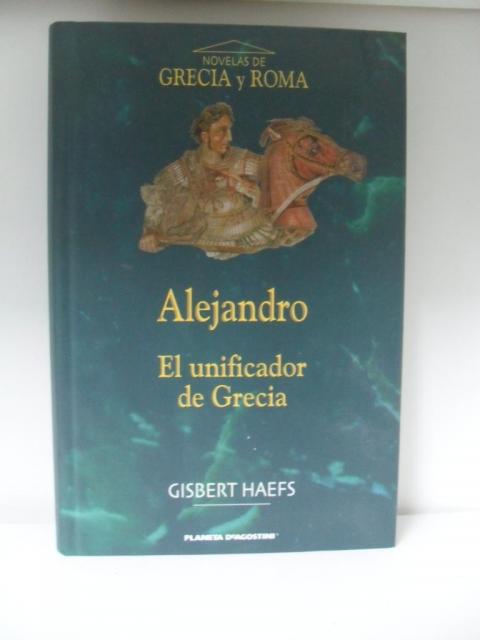 NOVELAS DE
GRECIA y ROMA
Alejandro
El unificador
de Grecia
GISBERT HAEFS
PLANETA DEAGOSTINI